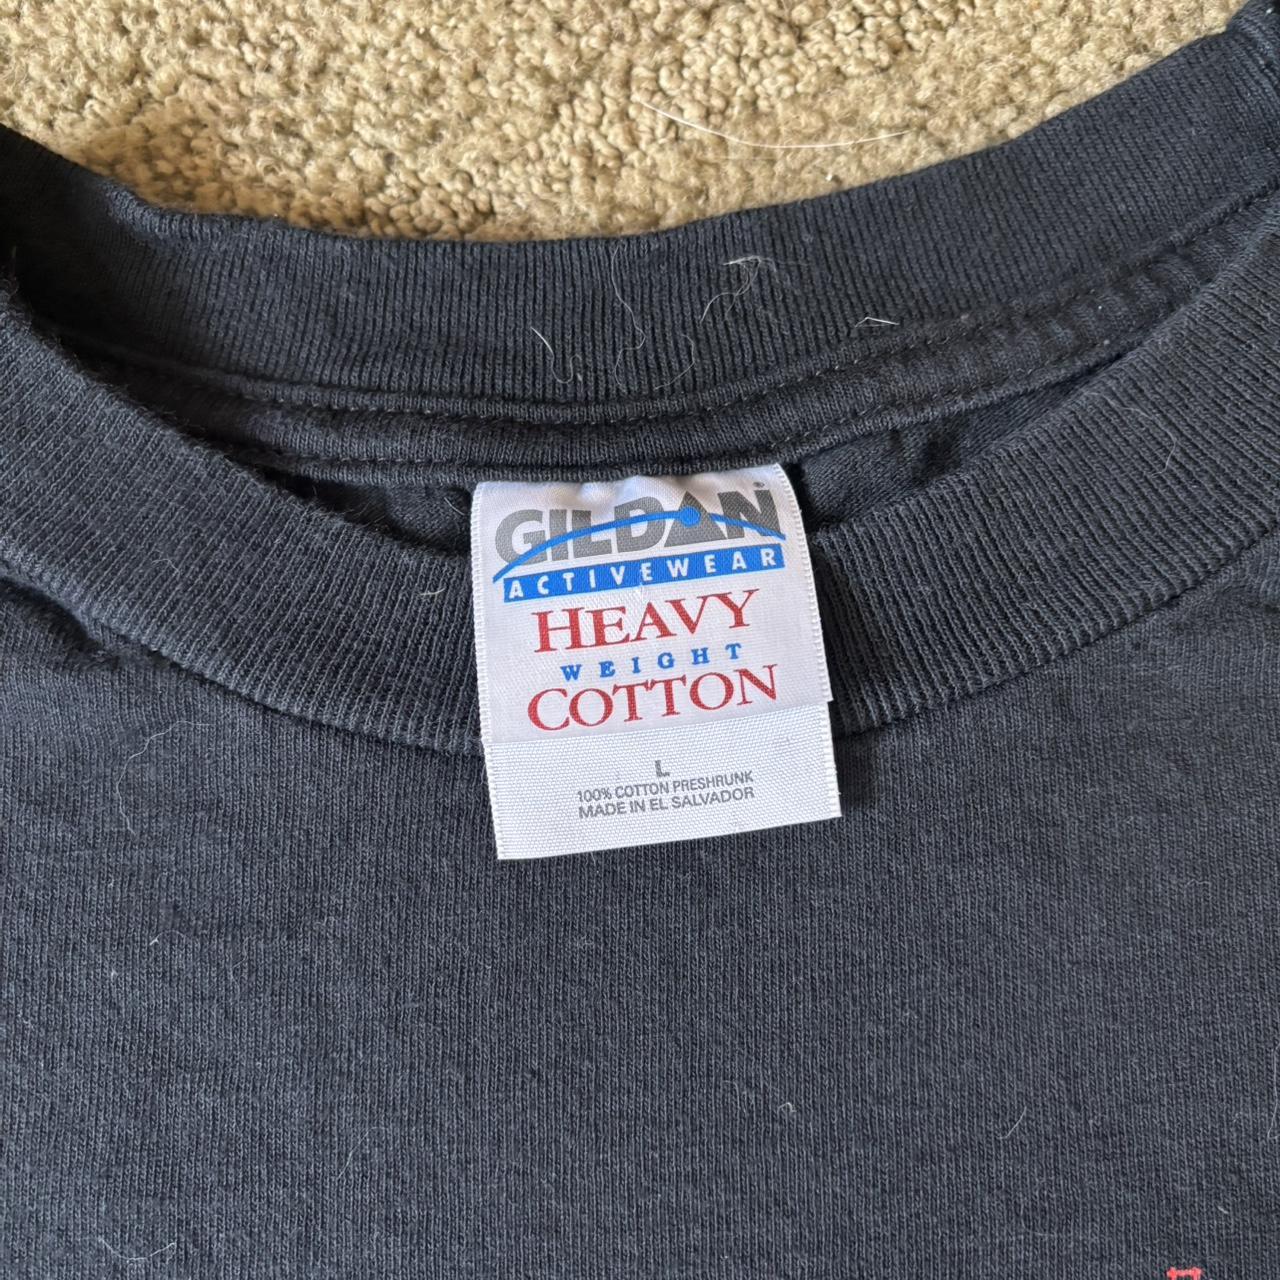 GILDAN®
ACTIVEWEAR
HEAVY
WEIGHT
COTTON
L
100% COTTON PRESHRUNK
MADE IN EL SALVADOR